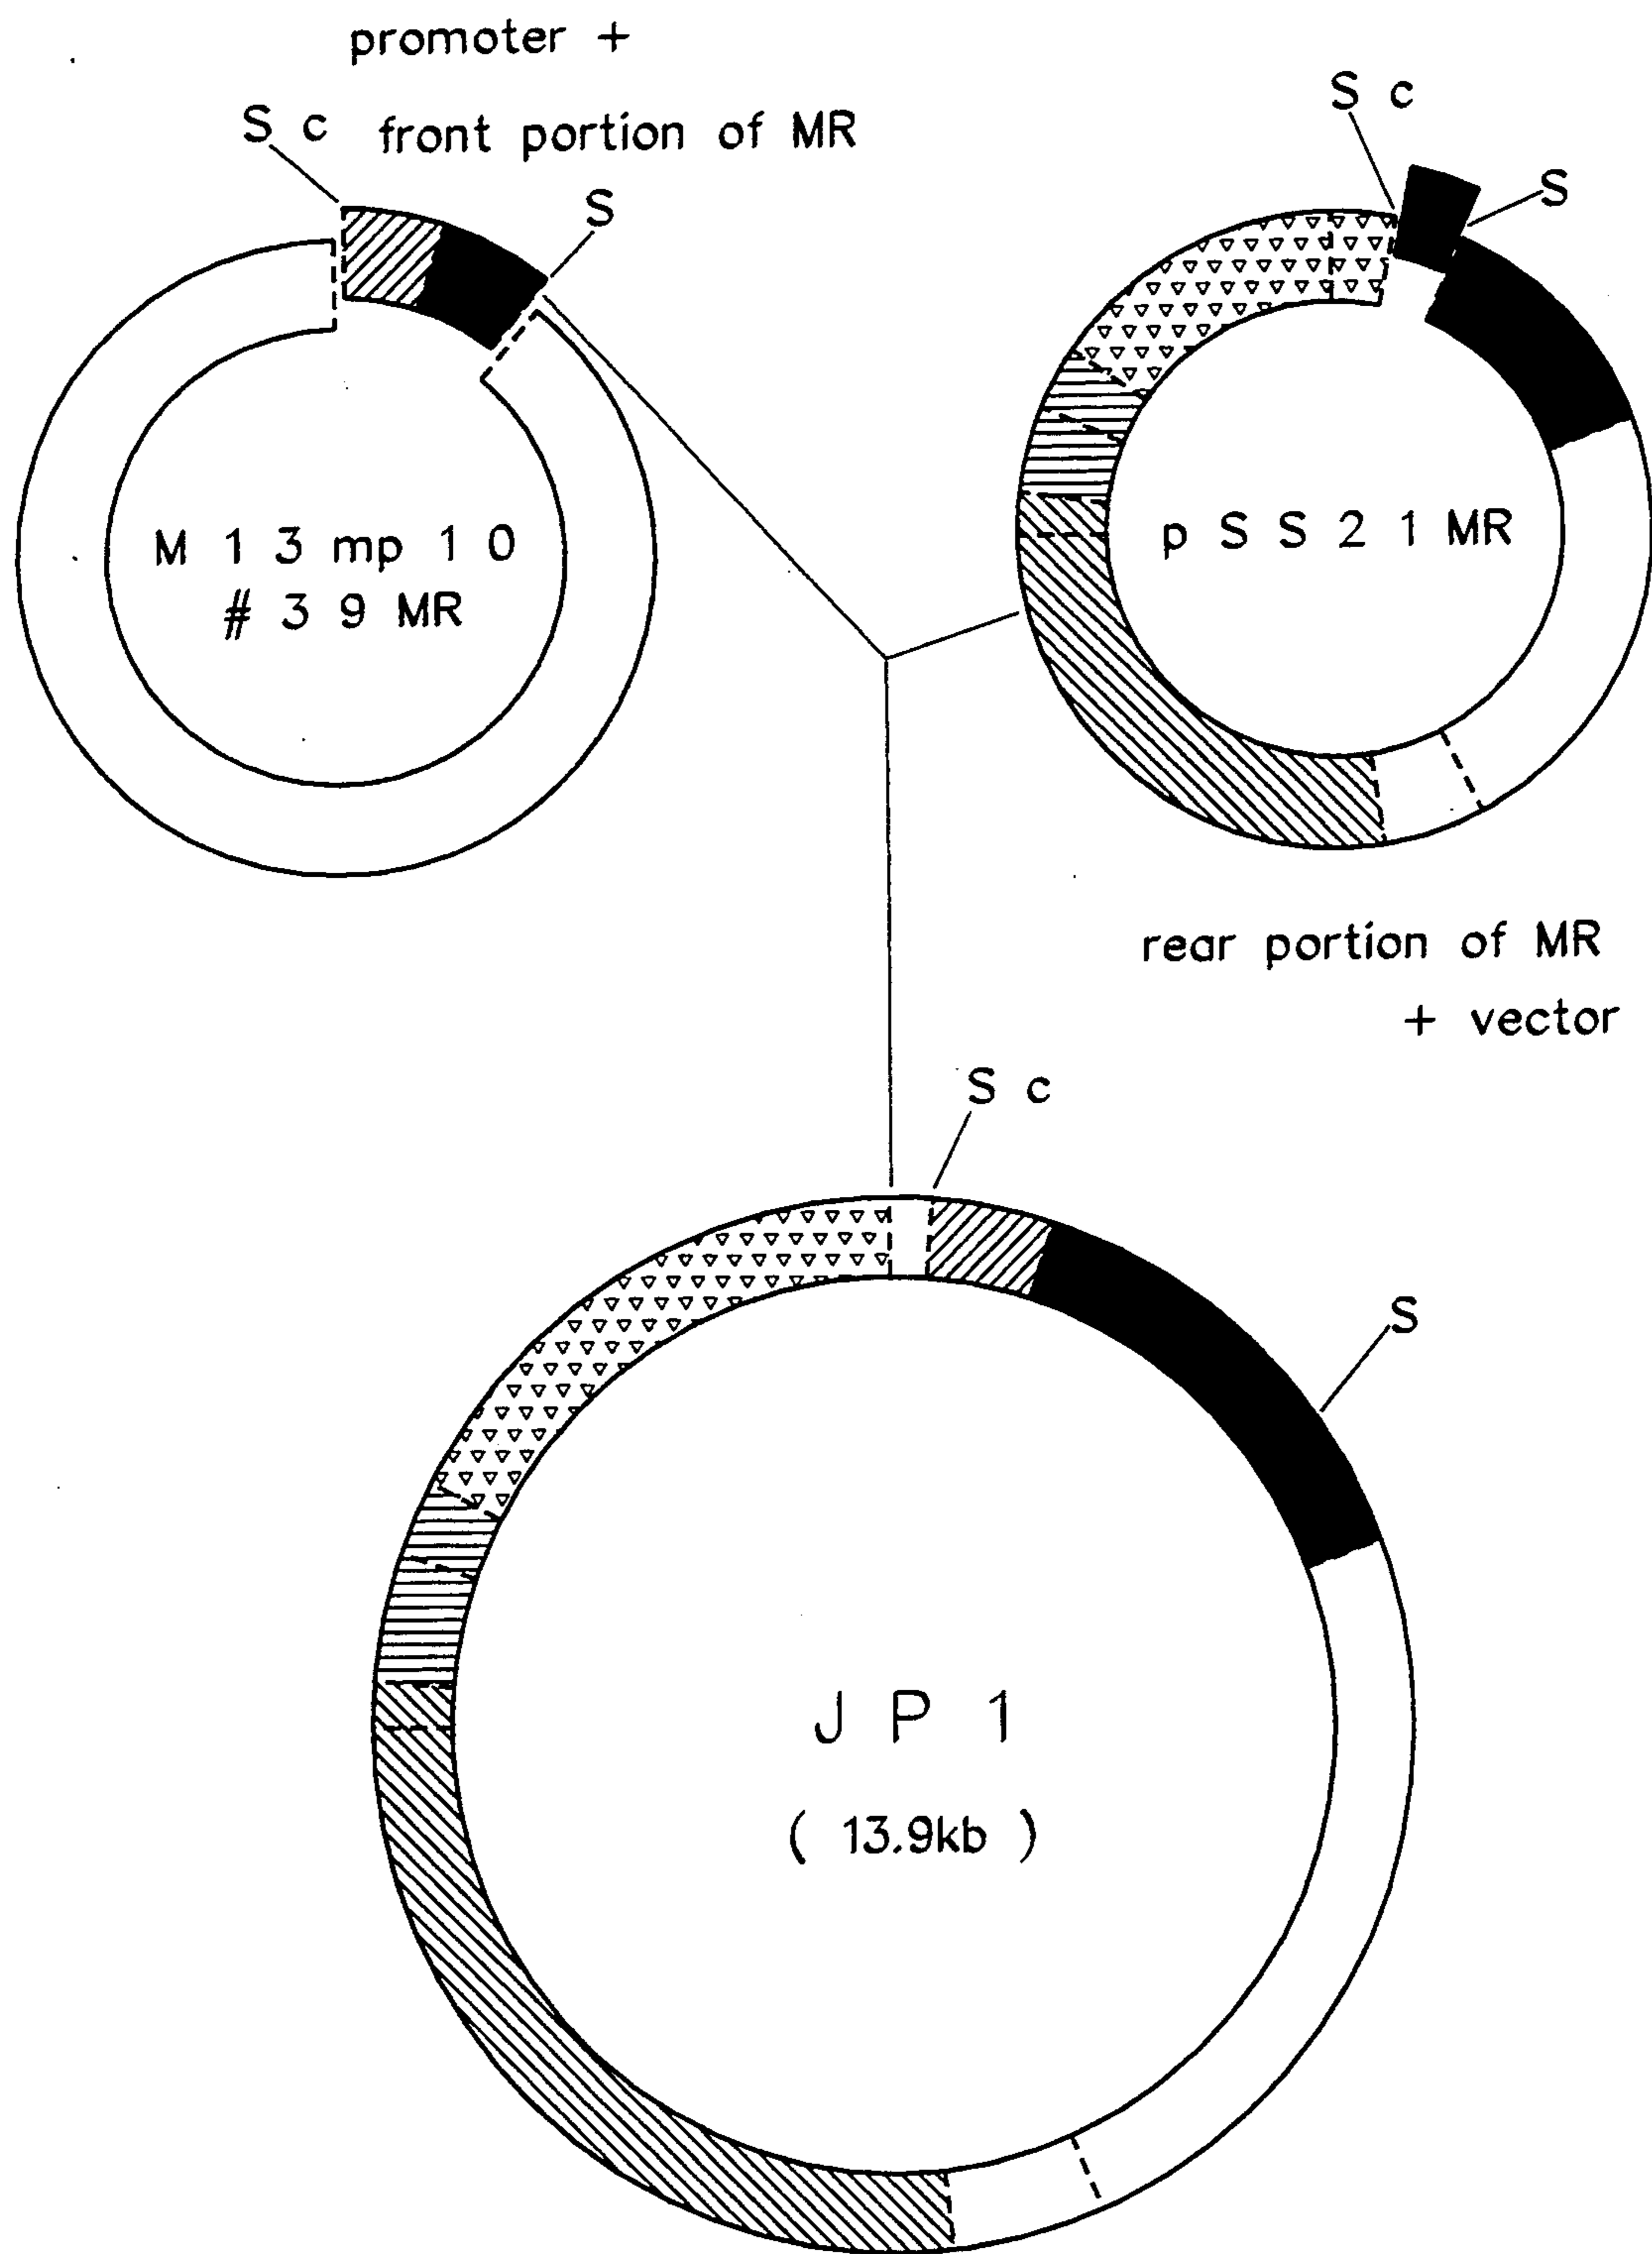 promoter +
S c front portion of MR
S
M 1 3 mp 1 0
# 3 9 MR
S c
S
p S S 2 1 MR
rear portion of MR
+ vector
S c
S
J P 1
( 13.9kb )